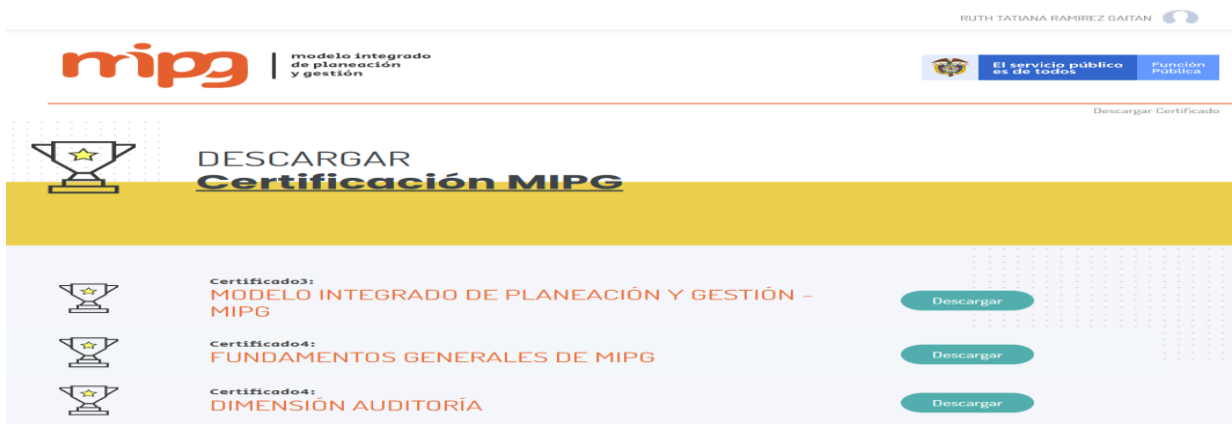 RUTH TATIANA RAMIREZ GAITAN
mipg
modelo integrado
de planeación
y gestión
El servicio público
es de todos
Función
Pública
Descargar Certificado
DESCARGAR
Certificación MIPG
Certificado3:
MODELO INTEGRADO DE PLANEACIÓN Y GESTIÓN –
MIPG
Descargar
Certificado4:
FUNDAMENTOS GENERALES DE MIPG
Descargar
Certificado4:
DIMENSIÓN AUDITORÍA
Descargar